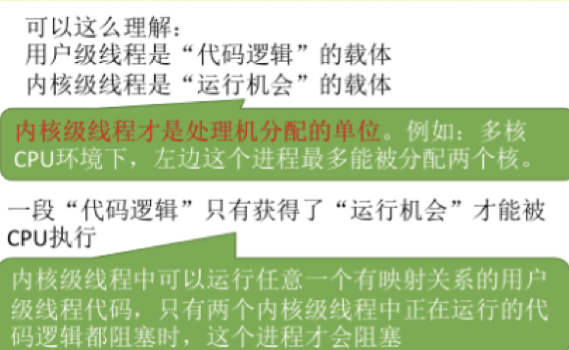 可以这么理解：
用户级线程是“代码逻辑”的载体
内核级线程是“运行机会”的载体
内核级线程才是处理机分配的单位。例如：多核
CPU环境下，左边这个进程最多能被分配两个核。
一段“代码逻辑”只有获得了“运行机会”才能被
CPU执行
内核级线程中可以运行任意一个有映射关系的用户
级线程代码，只有两个内核级线程中正在运行的代
码逻辑都阻塞时，这个进程才会阻塞